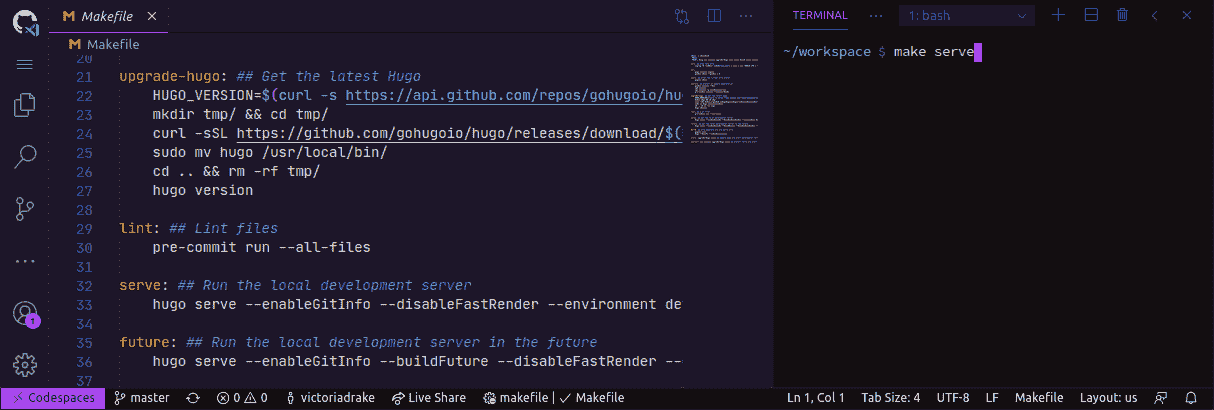 Makefile
TERMINAL
1: bash
Makefile
~/workspace $ make serve
20
21 upgrade-hugo: ## Get the latest Hugo
22 HUGO_VERSION=$(curl -s https://api.github.com/repos/gohugoio/hu
23 mkdir tmp/ && cd tmp/
24 curl -sSL https://github.com/gohugoio/hugo/releases/download/$(
25 sudo mv hugo /usr/local/bin/
26 cd .. && rm -rf tmp/
27 hugo version
28
29 lint: ## Lint files
30 pre-commit run --all-files
31
32 serve: ## Run the local development server
33 hugo serve --enableGitInfo --disableFastRender --environment de
34
35 future: ## Run the local development server in the future
36 hugo serve --enableGitInfo --buildFuture --disableFastRender --
37
1
Codespaces master 0 0 victoriadrake Live Share makefile | ✓ Makefile Ln 1, Col 1 Tab Size: 4 UTF-8 LF Makefile Layout: us